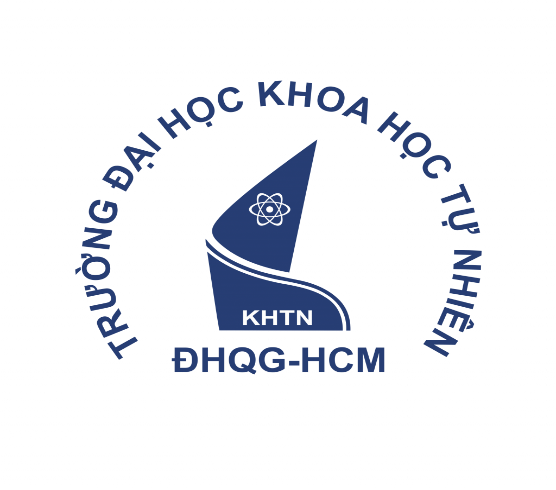 TRƯỜNG ĐẠI HỌC KHOA HỌC TỰ NHIÊN
KHTN
ĐHQG-HCM